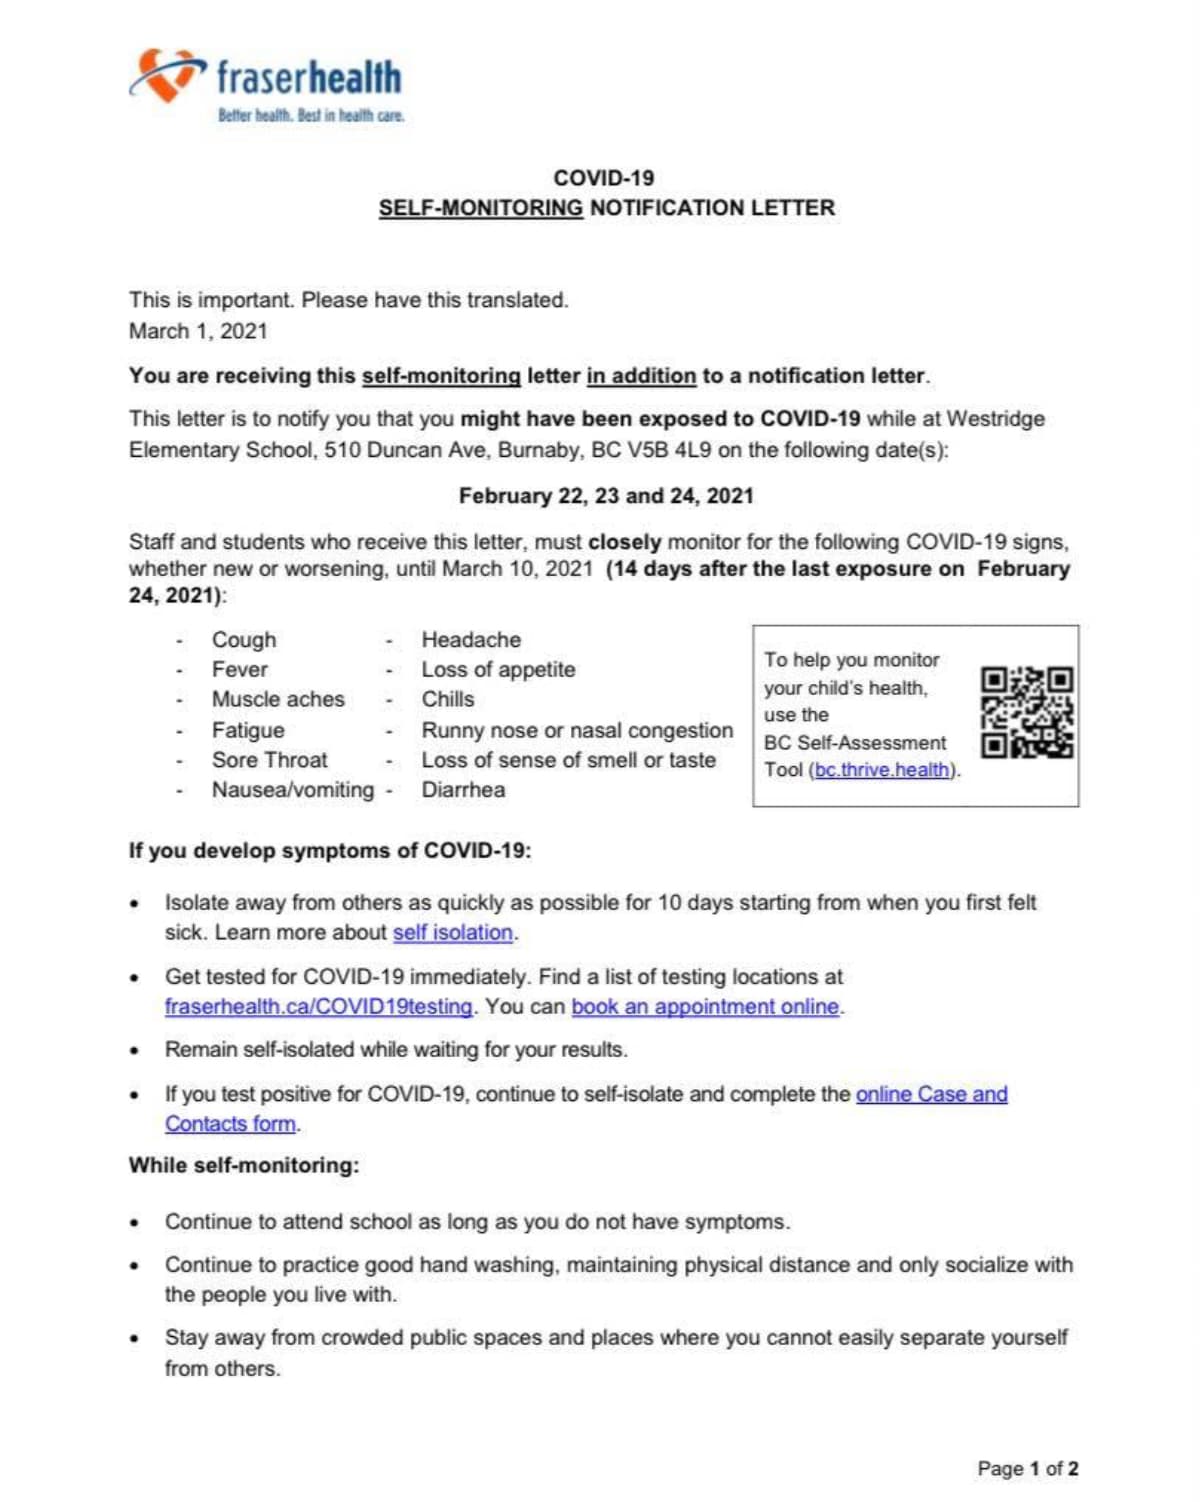 fraserhealth
Better health. Best in health care.
COVID-19
SELF-MONITORING NOTIFICATION LETTER
This is important. Please have this translated.
March 1, 2021
You are receiving this self-monitoring letter in addition to a notification letter.
This letter is to notify you that you might have been exposed to COVID-19 while at Westridge
Elementary School, 510 Duncan Ave, Burnaby, BC V5B 4L9 on the following date(s):
February 22, 23 and 24, 2021
Staff and students who receive this letter, must closely monitor for the following COVID-19 signs,
whether new or worsening, until March 10, 2021 (14 days after the last exposure on February
24, 2021):
- Cough
- Fever
- Muscle aches
- Fatigue
- Sore Throat
- Nausea/vomiting
- Headache
- Loss of appetite
- Chills
- Runny nose or nasal congestion
- Loss of sense of smell or taste
- Diarrhea
To help you monitor
your child's health,
use the
BC Self-Assessment
Tool (bc.thrive.health).
If you develop symptoms of COVID-19:
• Isolate away from others as quickly as possible for 10 days starting from when you first felt
sick. Learn more about self isolation.
• Get tested for COVID-19 immediately. Find a list of testing locations at
fraserhealth.ca/COVID19testing. You can book an appointment online.
• Remain self-isolated while waiting for your results.
• If you test positive for COVID-19, continue to self-isolate and complete the online Case and
Contacts form.
While self-monitoring:
• Continue to attend school as long as you do not have symptoms.
• Continue to practice good hand washing, maintaining physical distance and only socialize with
the people you live with.
• Stay away from crowded public spaces and places where you cannot easily separate yourself
from others.
Page 1 of 2